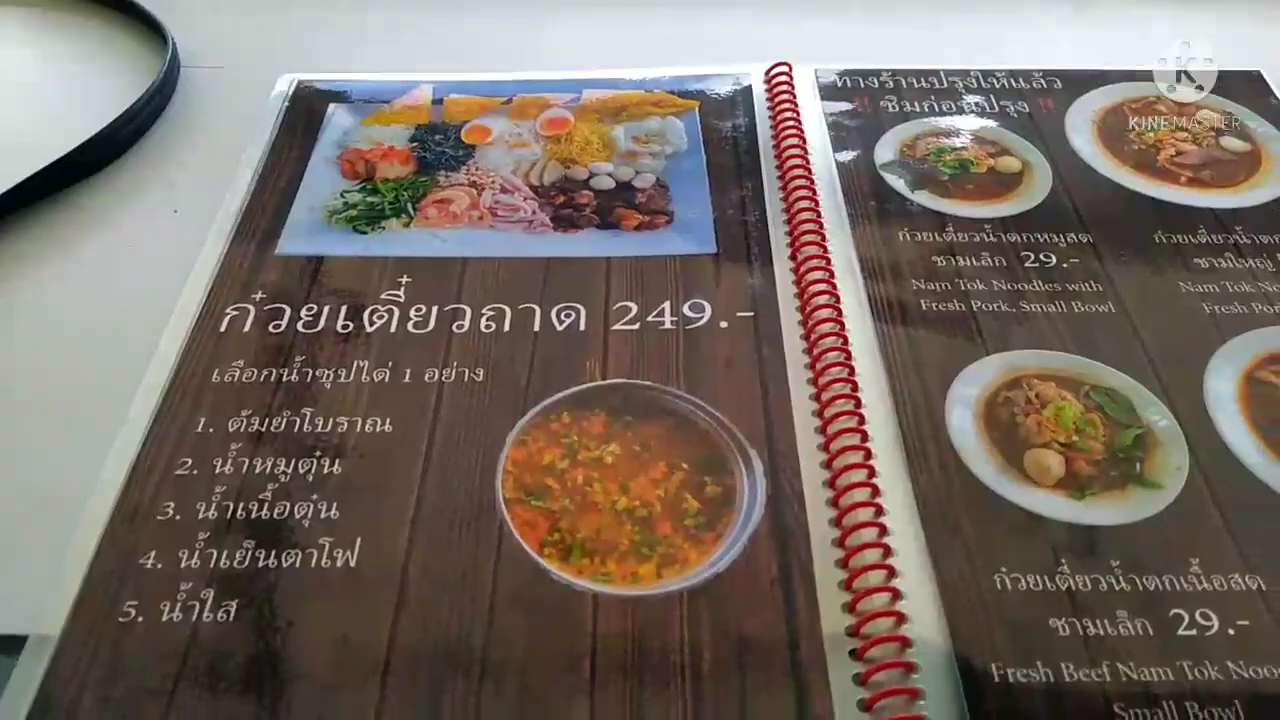 ก๋วยเตี๋ยวถาด 249.-
เลือกน้ำซุปได้ 1 อย่าง
1. ต้มยำโบราณ
2. น้ำหมูตุ๋น
3. น้ำเนื้อตุ๋น
4. น้ำเย็นตาโฟ
5. น้ำใส
ทางร้านปรุงให้แล้ว
!! ชิมก่อนปรุง !!
ก๋วยเตี๋ยวน้ำตกหมูสด
ชามเล็ก 29.-
Nam Tok Noodles with
Fresh Pork, Small Bowl
ก๋วยเตี๋ยวน้ำตก
ชามใหญ่
Nam Tok
Fresh
ก๋วยเตี๋ยวน้ำตกเนื้อสด
ชามเล็ก 29.-
Fresh Beef Nam Tok
Small Bowl
KINEMASTER